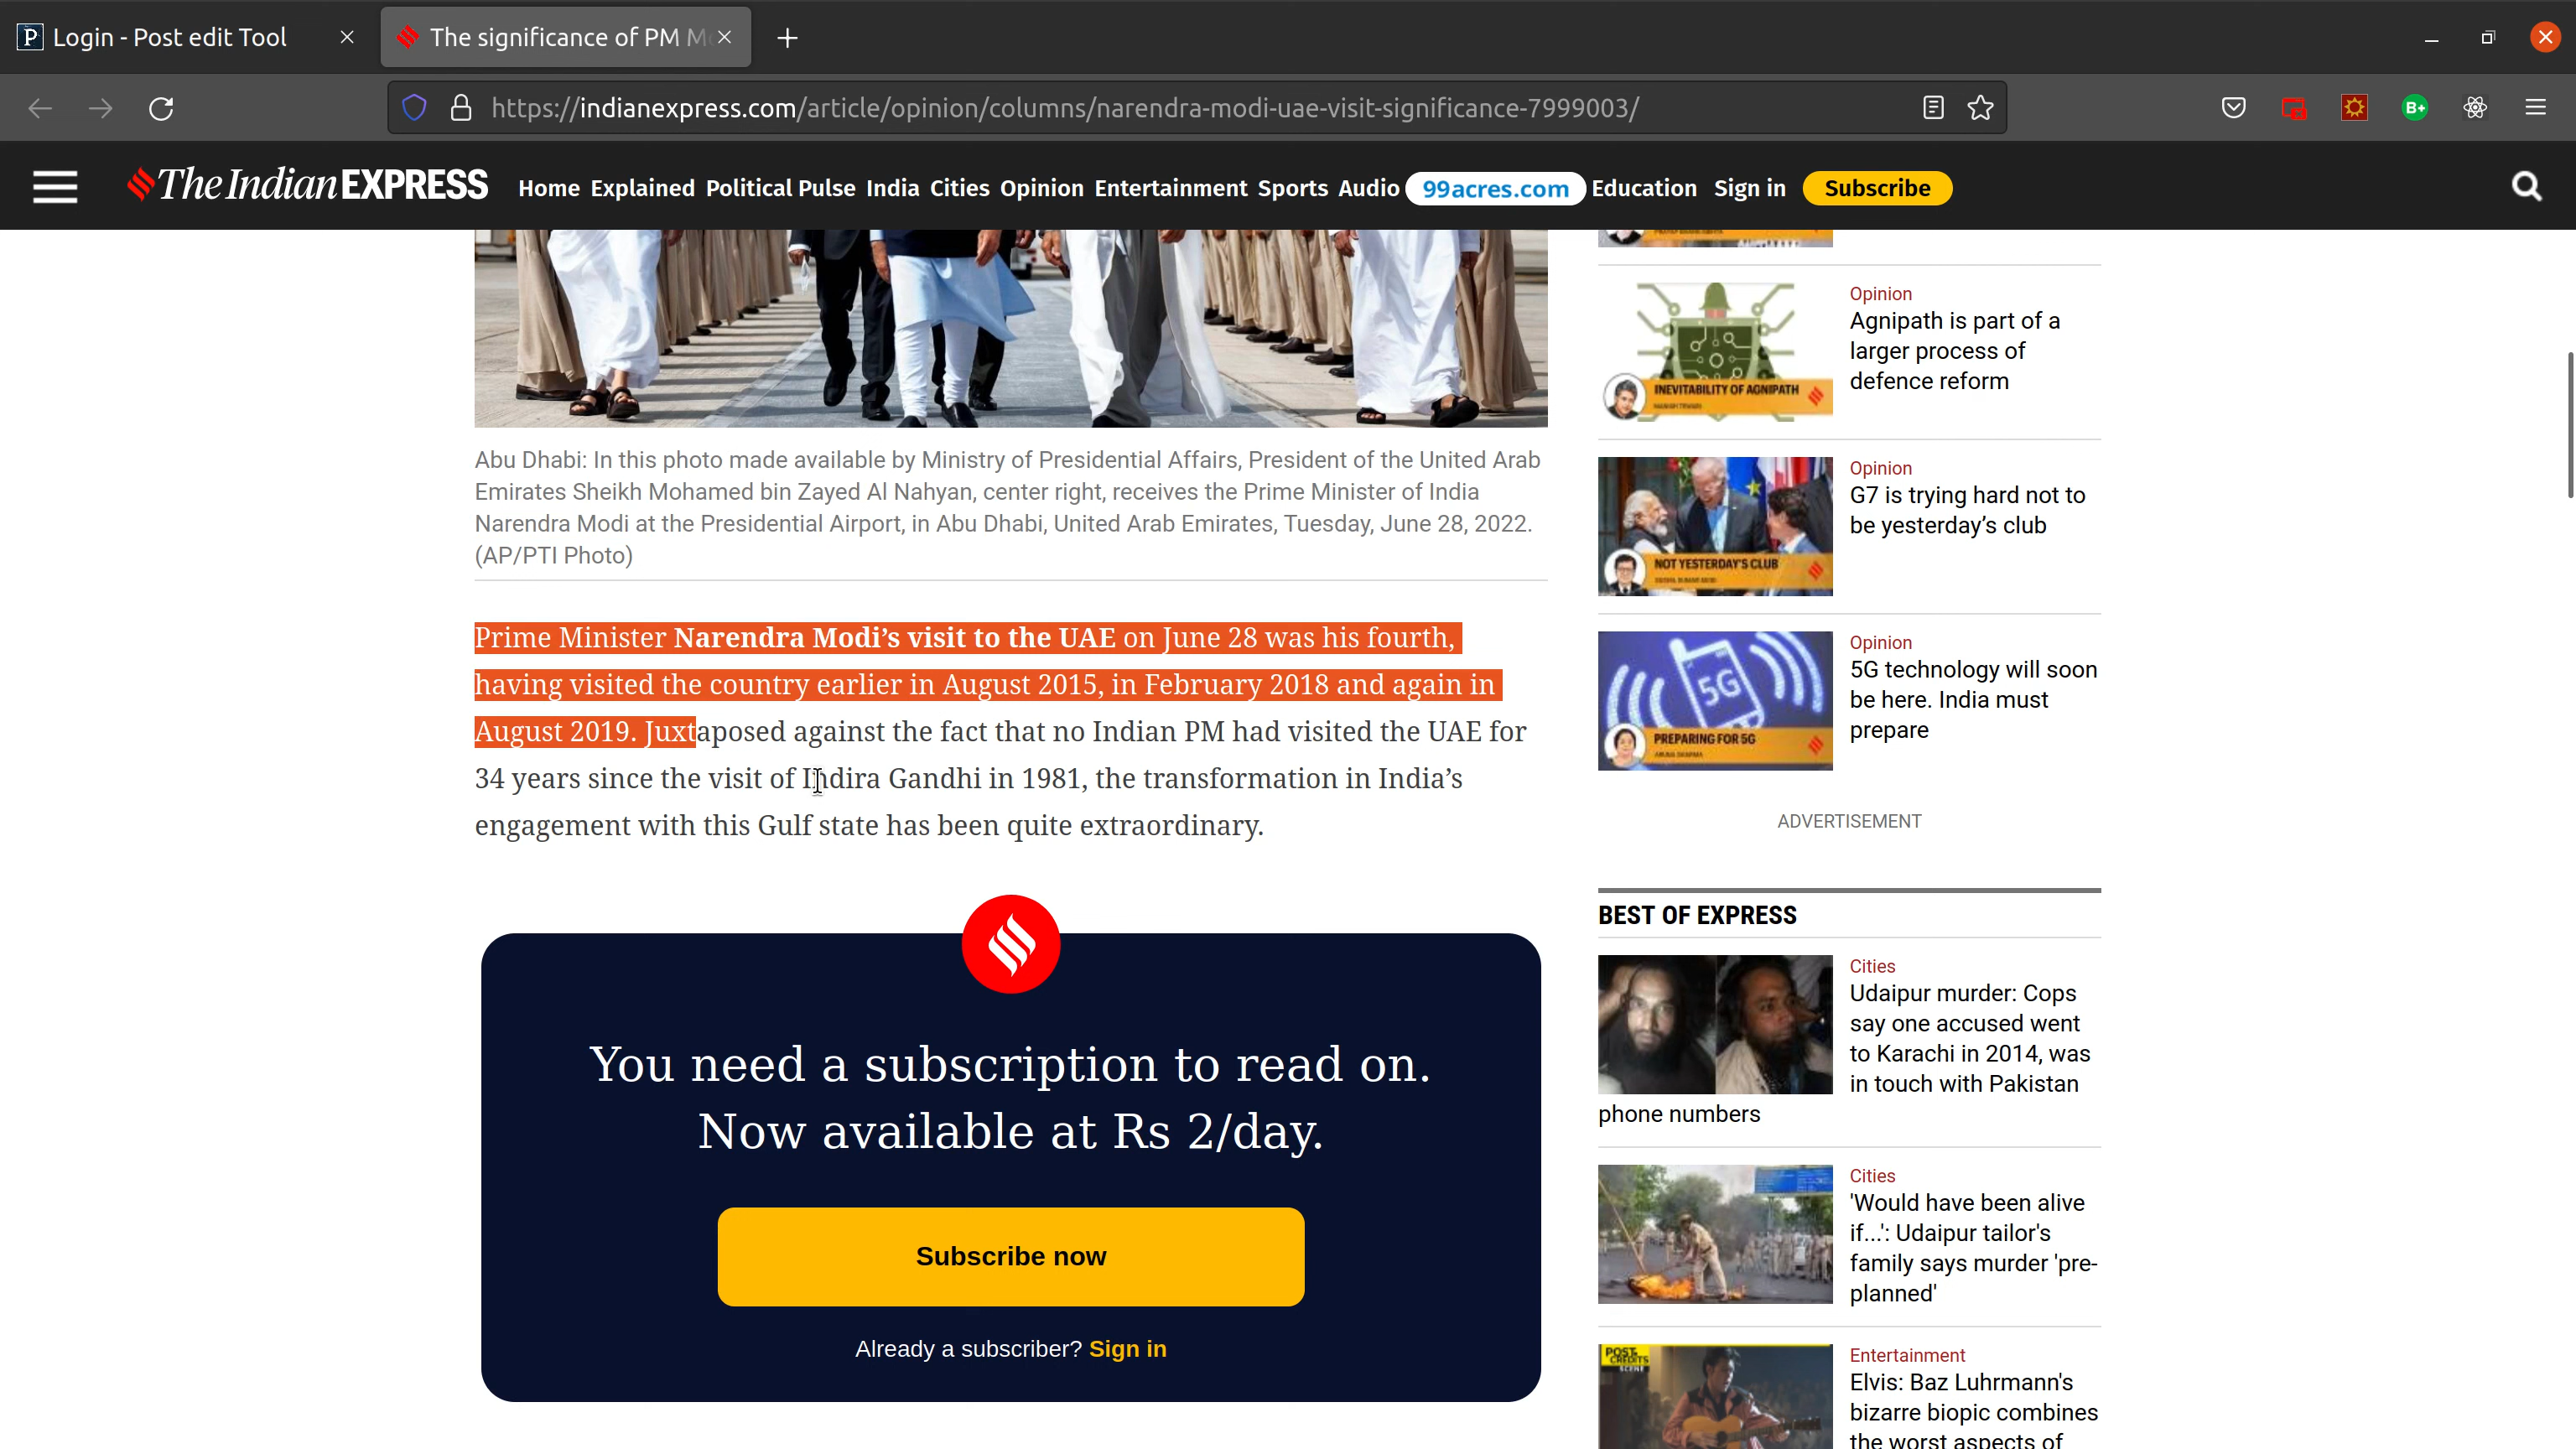 Login - Post edit Tool
The significance of PM M
https://indianexpress.com/article/opinion/columns/narendra-modi-uae-visit-significance-7999003/
B+
The Indian EXPRESS
Home Explained Political Pulse India Cities Opinion Entertainment Sports Audio 99acres.com Education Sign in Subscribe
Abu Dhabi: In this photo made available by Ministry of Presidential Affairs, President of the United Arab
Emirates Sheikh Mohamed bin Zayed Al Nahyan, center right, receives the Prime Minister of India
Narendra Modi at the Presidential Airport, in Abu Dhabi, United Arab Emirates, Tuesday, June 28, 2022.
(AP/PTI Photo)
Prime Minister Narendra Modi’s visit to the UAE on June 28 was his fourth,
having visited the country earlier in August 2015, in February 2018 and again in
August 2019. Juxtaposed against the fact that no Indian PM had visited the UAE for
34 years since the visit of Indira Gandhi in 1981, the transformation in India’s
engagement with this Gulf state has been quite extraordinary.
You need a subscription to read on.
Now available at Rs 2/day.
Subscribe now
Already a subscriber? Sign in
INEVITABILITY OF AGNIPATH
Opinion
Agnipath is part of a
larger process of
defence reform
NOT YESTERDAY'S CLUB
Opinion
G7 is trying hard not to
be yesterday’s club
5G
PREPARING FOR 5G
Opinion
5G technology will soon
be here. India must
prepare
ADVERTISEMENT
BEST OF EXPRESS
Cities
Udaipur murder: Cops
say one accused went
to Karachi in 2014, was
in touch with Pakistan
phone numbers
Cities
'Would have been alive
if...': Udaipur tailor's
family says murder 'pre-
planned'
POST CREDITS
SCENE
Entertainment
Elvis: Baz Luhrmann's
bizarre biopic combines
the worst aspects of